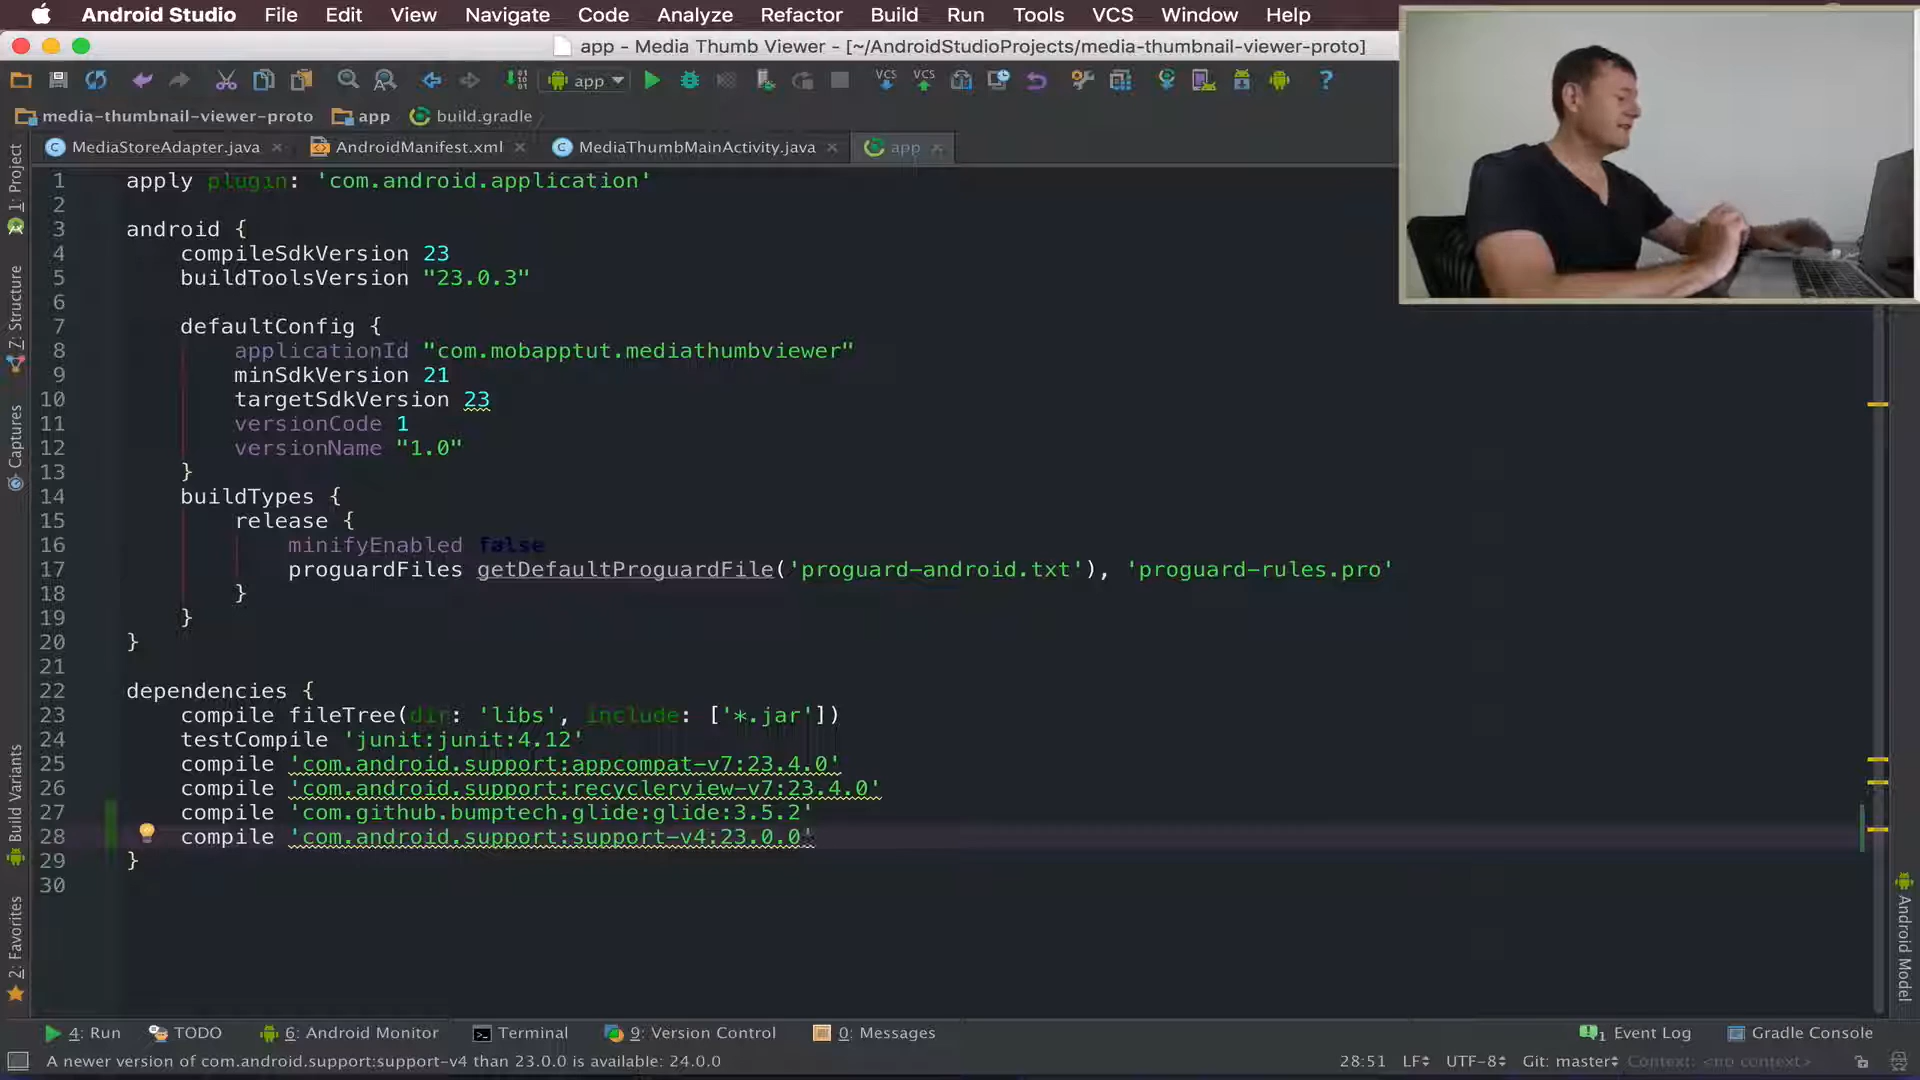 Android Studio File Edit View Navigate Code Analyze Refactor Build Run Tools VCS Window Help
app - Media Thumb Viewer - [~/AndroidStudioProjects/media-thumbnail-viewer-proto]
app
VCS VCS
media-thumbnail-viewer-proto app build.gradle
MediaStoreAdapter.java AndroidManifest.xml MediaThumbMainActivity.java app
1: Project
7: Structure
Captures
Build Variants
2: Favorites
1 apply plugin: 'com.android.application'
2
3 android {
4 compileSdkVersion 23
5 buildToolsVersion "23.0.3"
6
7 defaultConfig {
8 applicationId "com.mobapptut.mediathumbviewer"
9 minSdkVersion 21
10 targetSdkVersion 23
11 versionCode 1
12 versionName "1.0"
13 }
14 buildTypes {
15 release {
16 minifyEnabled false
17 proguardFiles getDefaultProguardFile('proguard-android.txt'), 'proguard-rules.pro'
18 }
19 }
20 }
21
22 dependencies {
23 compile fileTree(dir: 'libs', include: ['*.jar'])
24 testCompile 'junit:junit:4.12'
25 compile 'com.android.support:appcompat-v7:23.4.0'
26 compile 'com.android.support:recyclerview-v7:23.4.0'
27 compile 'com.github.bumptech.glide:glide:3.5.2'
28 compile 'com.android.support:support-v4:23.0.0'
29 }
30
Android Model
4: Run TODO 6: Android Monitor Terminal 9: Version Control 0: Messages 1 Event Log Gradle Console
A newer version of com.android.support:support-v4 than 23.0.0 is available: 24.0.0 28:51 LF UTF-8 Git: master Context: <no context>